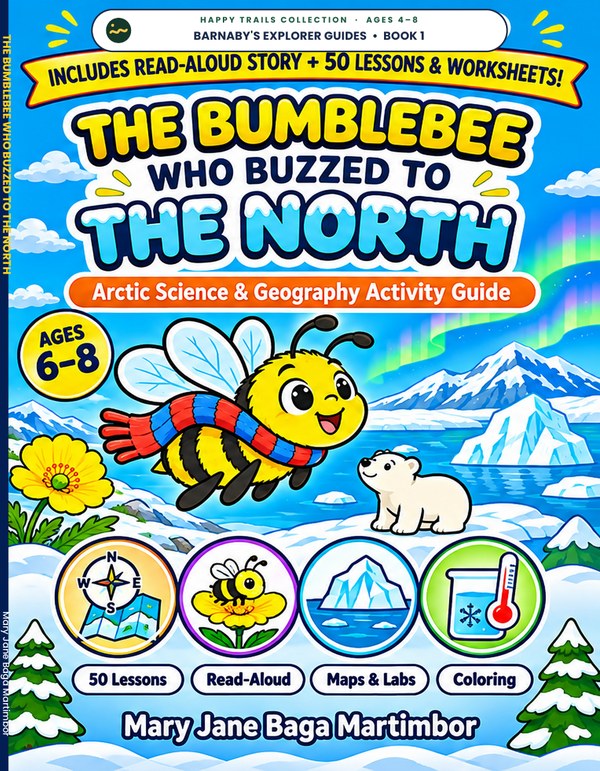 HAPPY TRAILS COLLECTION · AGES 4–8
BARNABY'S EXPLORER GUIDES • BOOK 1
INCLUDES READ-ALOUD STORY + 50 LESSONS & WORKSHEETS!
THE BUMBLEBEE
WHO BUZZED TO
THE NORTH
Arctic Science & Geography Activity Guide
AGES
6–8
N
W E
S
50 Lessons
Read-Aloud
Maps & Labs
Coloring
Mary Jane Baga Martimbor
THE BUMBLEBEE WHO BUZZED TO THE NORTH
Mary Jane Baga Martimbor